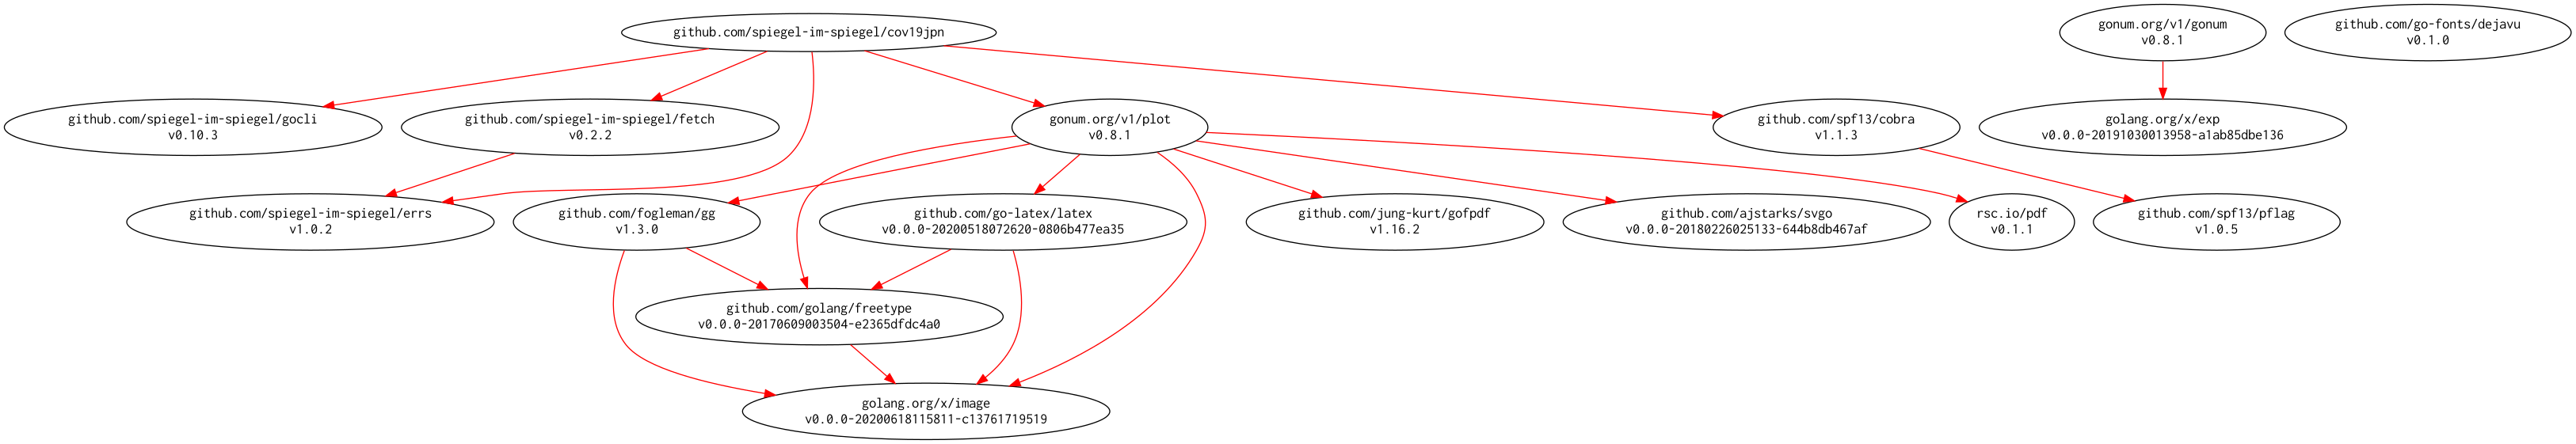 github.com/spiegel-im-spiegel/cov19jpn
gonum.org/v1/gonum
v0.8.1
github.com/go-fonts/dejavu
v0.1.0
github.com/spiegel-im-spiegel/gocli
v0.10.3
github.com/spiegel-im-spiegel/fetch
v0.2.2
gonum.org/v1/plot
v0.8.1
github.com/spf13/cobra
v1.1.3
golang.org/x/exp
v0.0.0-20191030013958-a1ab85dbe136
github.com/spiegel-im-spiegel/errs
v1.0.2
github.com/fogleman/gg
v1.3.0
github.com/go-latex/latex
v0.0.0-20200518072620-0806b477ea35
github.com/jung-kurt/gofpdf
v1.16.2
github.com/ajstarks/svgo
v0.0.0-20180226025133-644b8db467af
rsc.io/pdf
v0.1.1
github.com/spf13/pflag
v1.0.5
github.com/golang/freetype
v0.0.0-20170609003504-e2365dfdc4a0
golang.org/x/image
v0.0.0-20200618115811-c13761719519